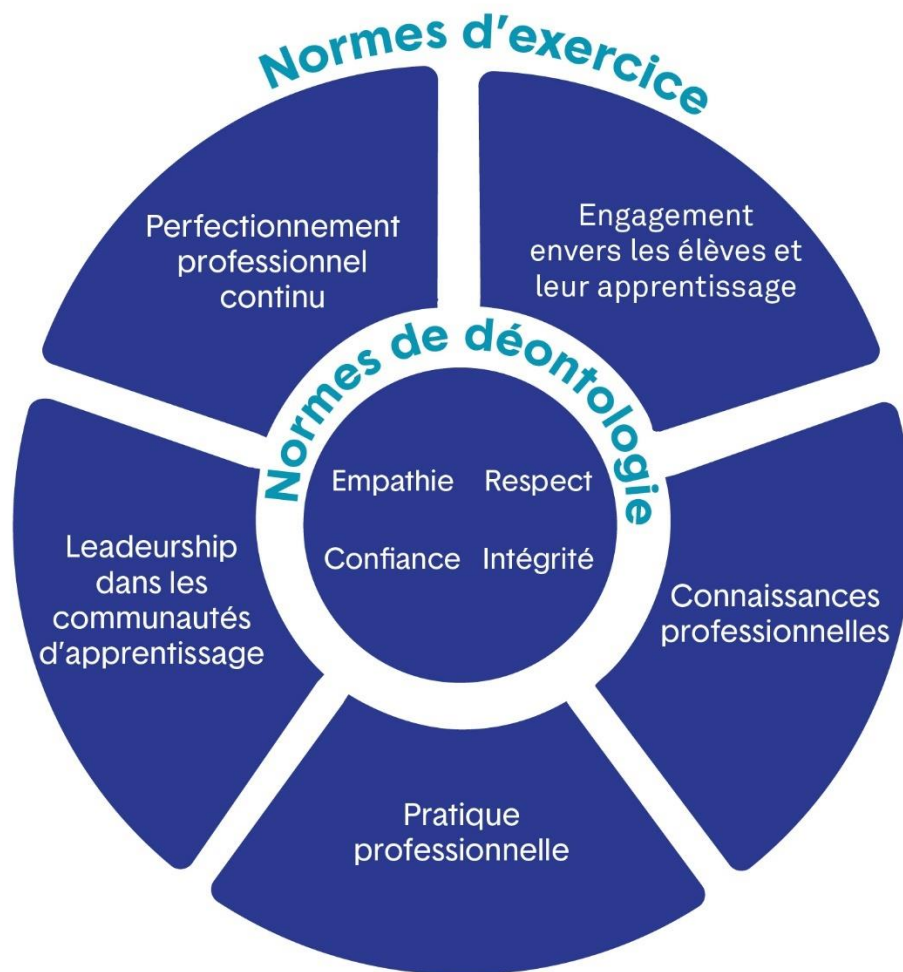 Normes d'exercice
Perfectionnement
professionnel
continu
Engagement
envers les élèves et
leur apprentissage
Normes de déontologie
Empathie Respect
Confiance Intégrité
Leadeurship
dans les
communautés
d'apprentissage
Connaissances
professionnelles
Pratique
professionnelle